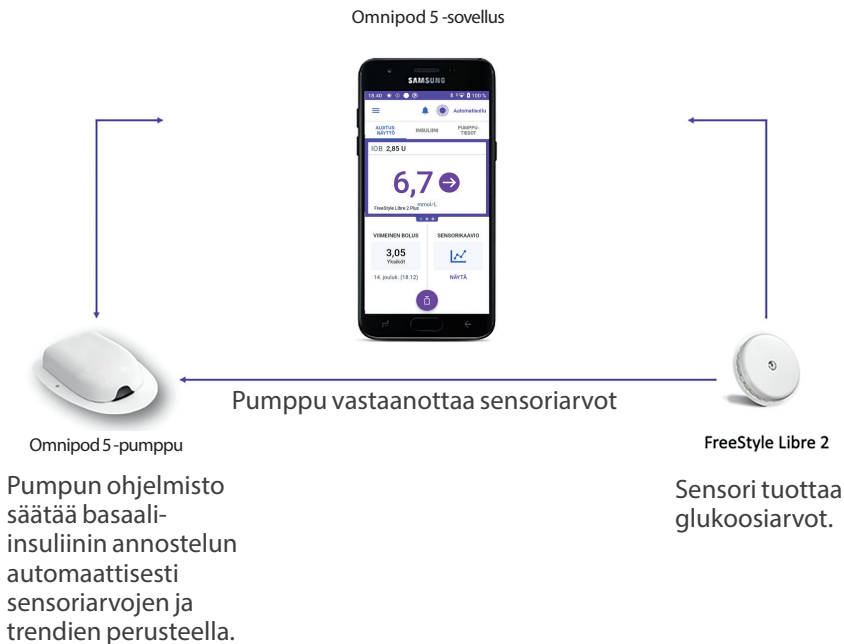 Omnipod 5 -sovellus
SAMSUNG
18.40 100 %
Automatisoitu
ALOITUS- NÄYTTÖ INSULIINI PUMPPU- TIEDOT
IOB 2,85 U
6,7
mmol/L
FreeStyle Libre 2 Plus
VIIMEINEN BOLUS SENSORIKAAVIO
3,05
Yksiköt
14. jouluk. (18.12) NÄYTÄ
Pumppu vastaanottaa sensoriarvot
Omnipod 5 -pumppu
FreeStyle Libre 2
Pumpun ohjelmisto
säätää basaali-
insuliinin annostelun
automaattisesti
sensoriarvojen ja
trendien perusteella.
Sensori tuottaa
glukoosiarvot.